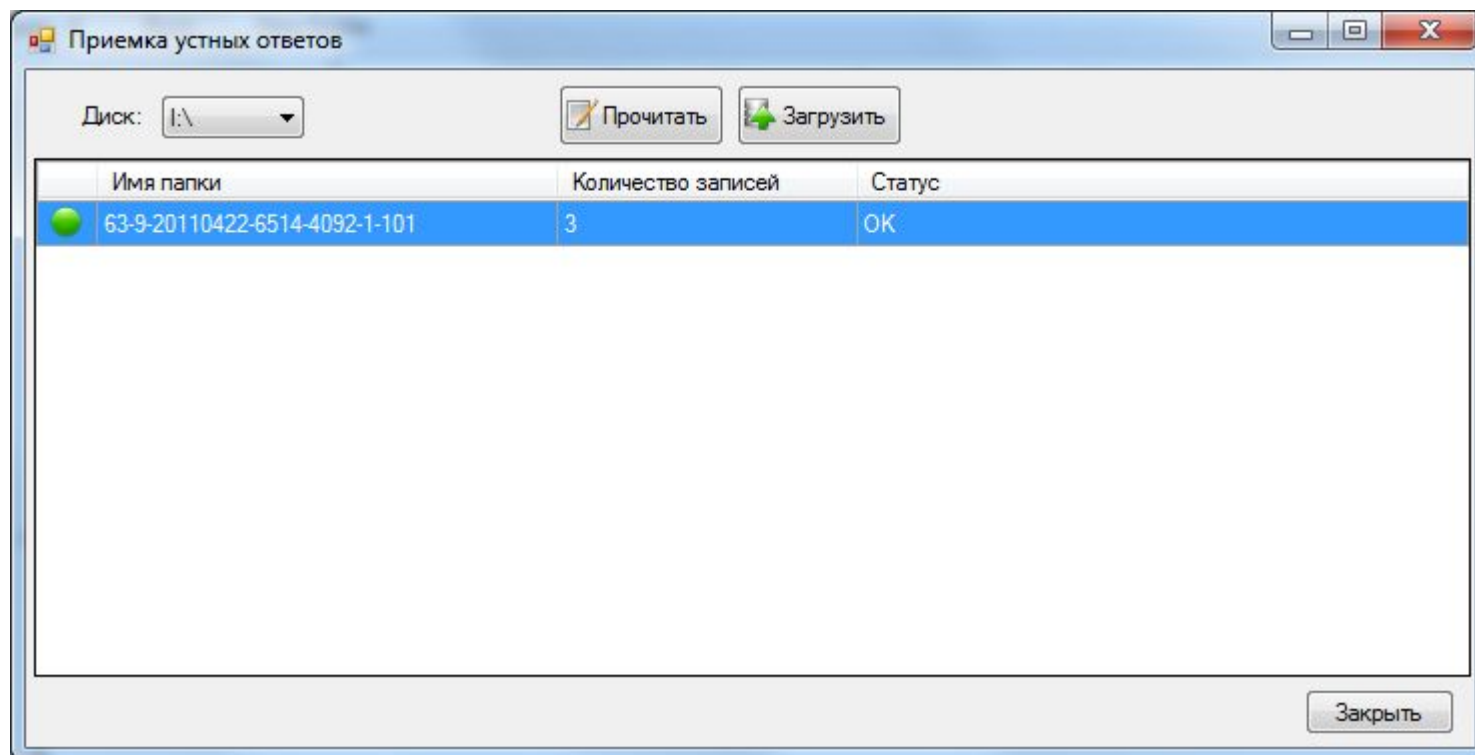 Приемка устных ответов
Диск: I:\ Прочитать Загрузить
Имя папки Количество записей Статус
63-9-20110422-6514-4092-1-101 3 OK
Закрыть